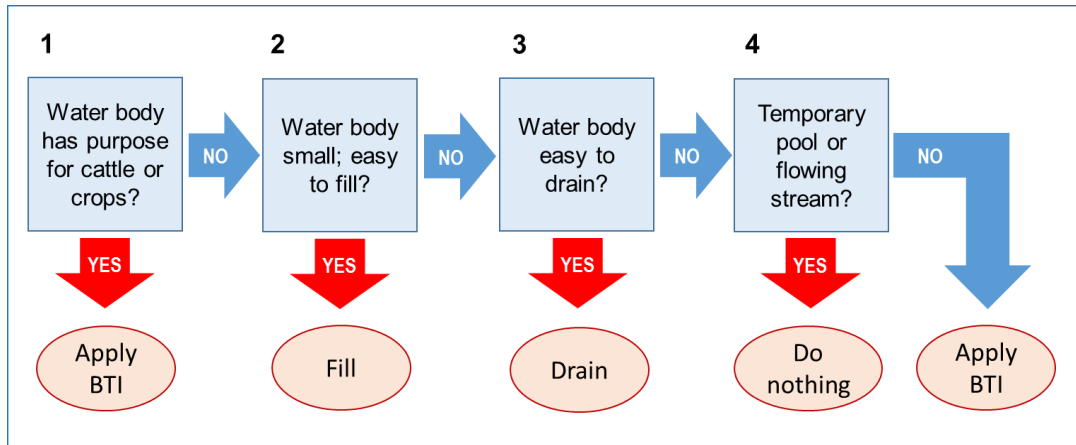 1
2
3
4
Water body
has purpose
for cattle or
crops?
NO
Water body
small; easy
to fill?
NO
Water body
easy to
drain?
NO
Temporary
pool or
flowing
stream?
NO
YES
YES
YES
YES
Apply
BTI
Fill
Drain
Do
nothing
Apply
BTI